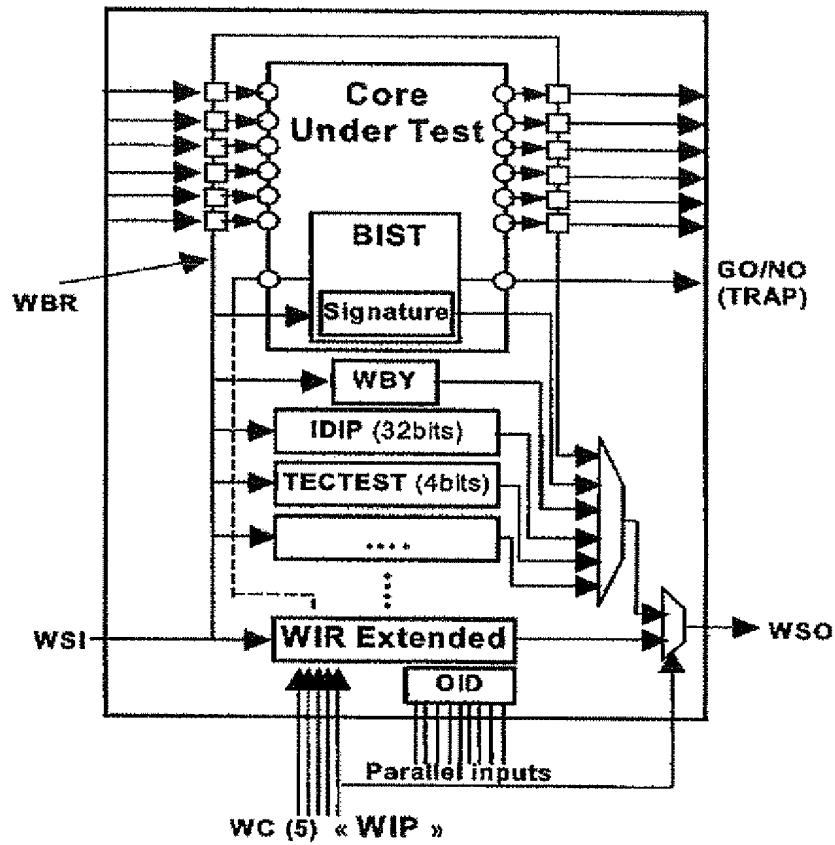 Core
Under Test
BIST
GO/NO
(TRAP)
WBR
Signature
WBY
IDIP (32bits)
TECTEST (4bits)
....
WSI
WIR Extended
WSO
OID
Parallel inputs
WC (5) « WIP »